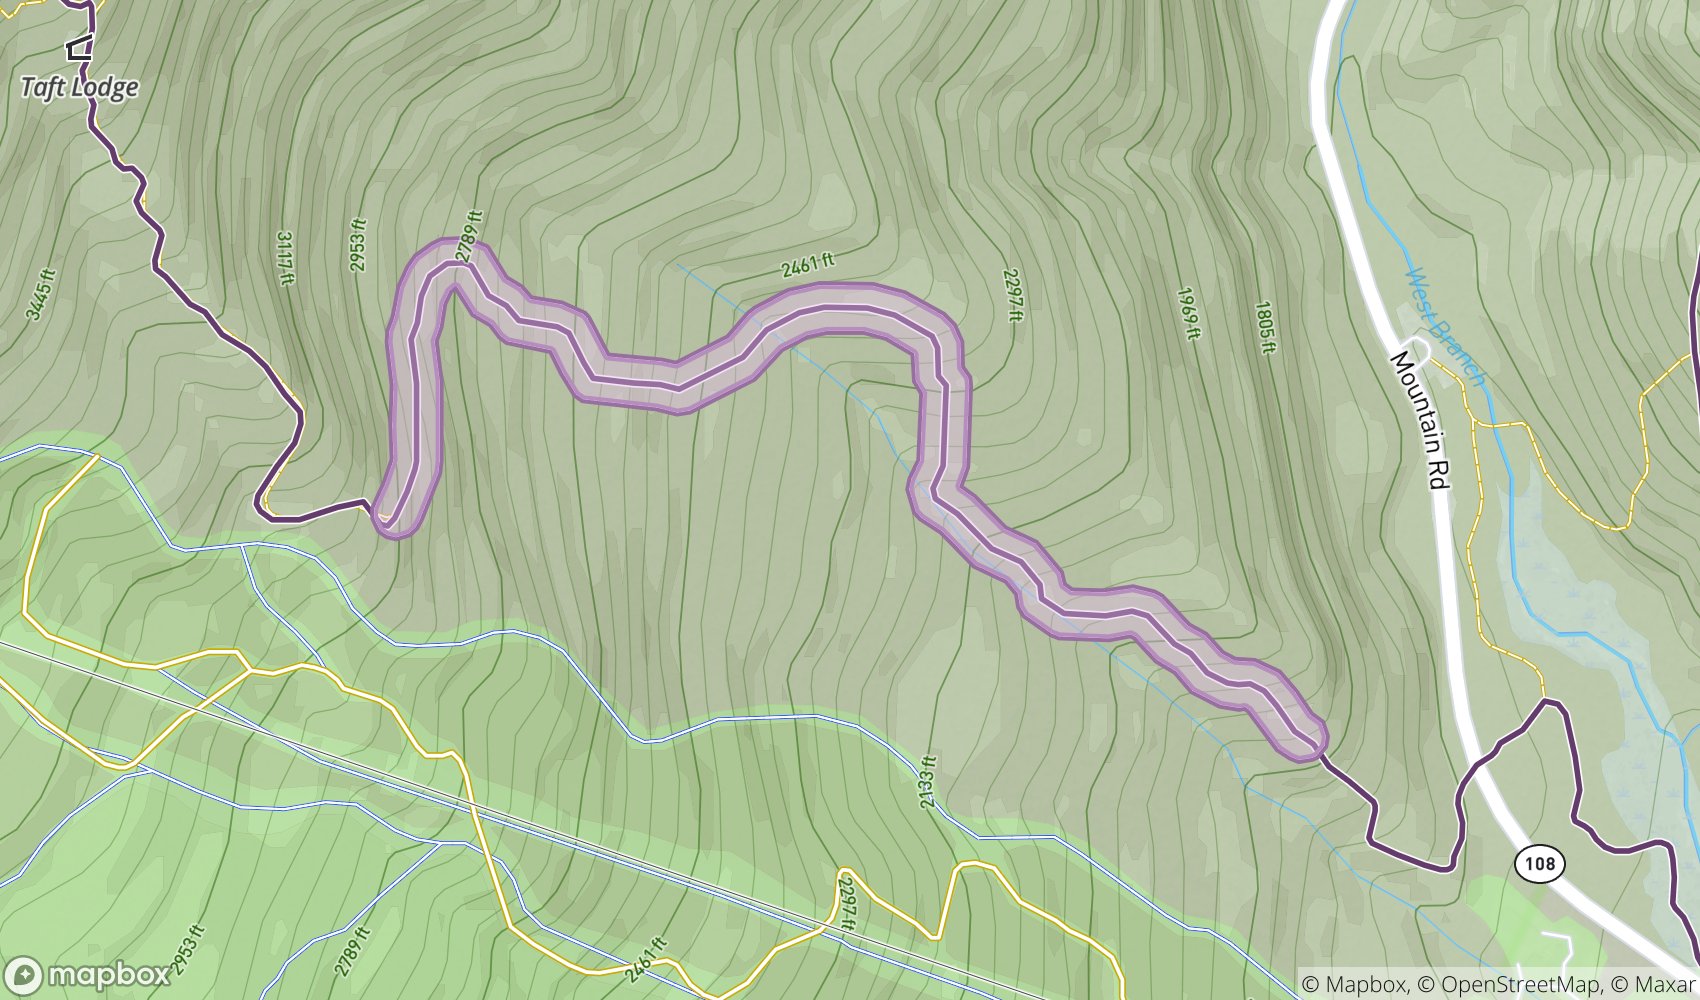 Taft Lodge
2789 ft
2953 ft
3117 ft
3445 ft
2461 ft
2297 ft
1969 ft
1805 ft
West Branch
Mountain Rd
2133 ft
108
2297 ft
2953 ft
2789 ft
2461 ft
mapbox
© Mapbox, © OpenStreetMap, © Maxar